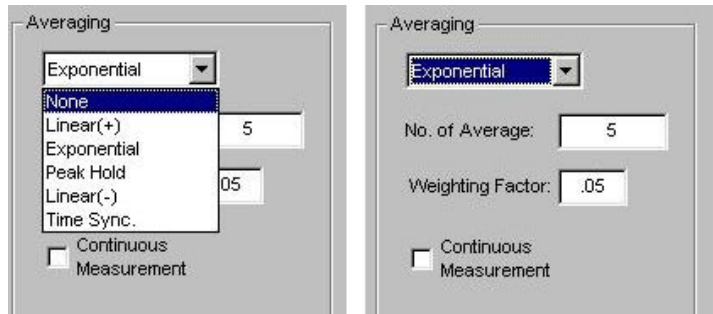 Averaging
Exponential
None
Linear(+)
Exponential
Peak Hold
Linear(-)
Time Sync.
5
05
Continuous
Measurement
Averaging
Exponential
No. of Average: 5
Weighting Factor: .05
Continuous
Measurement